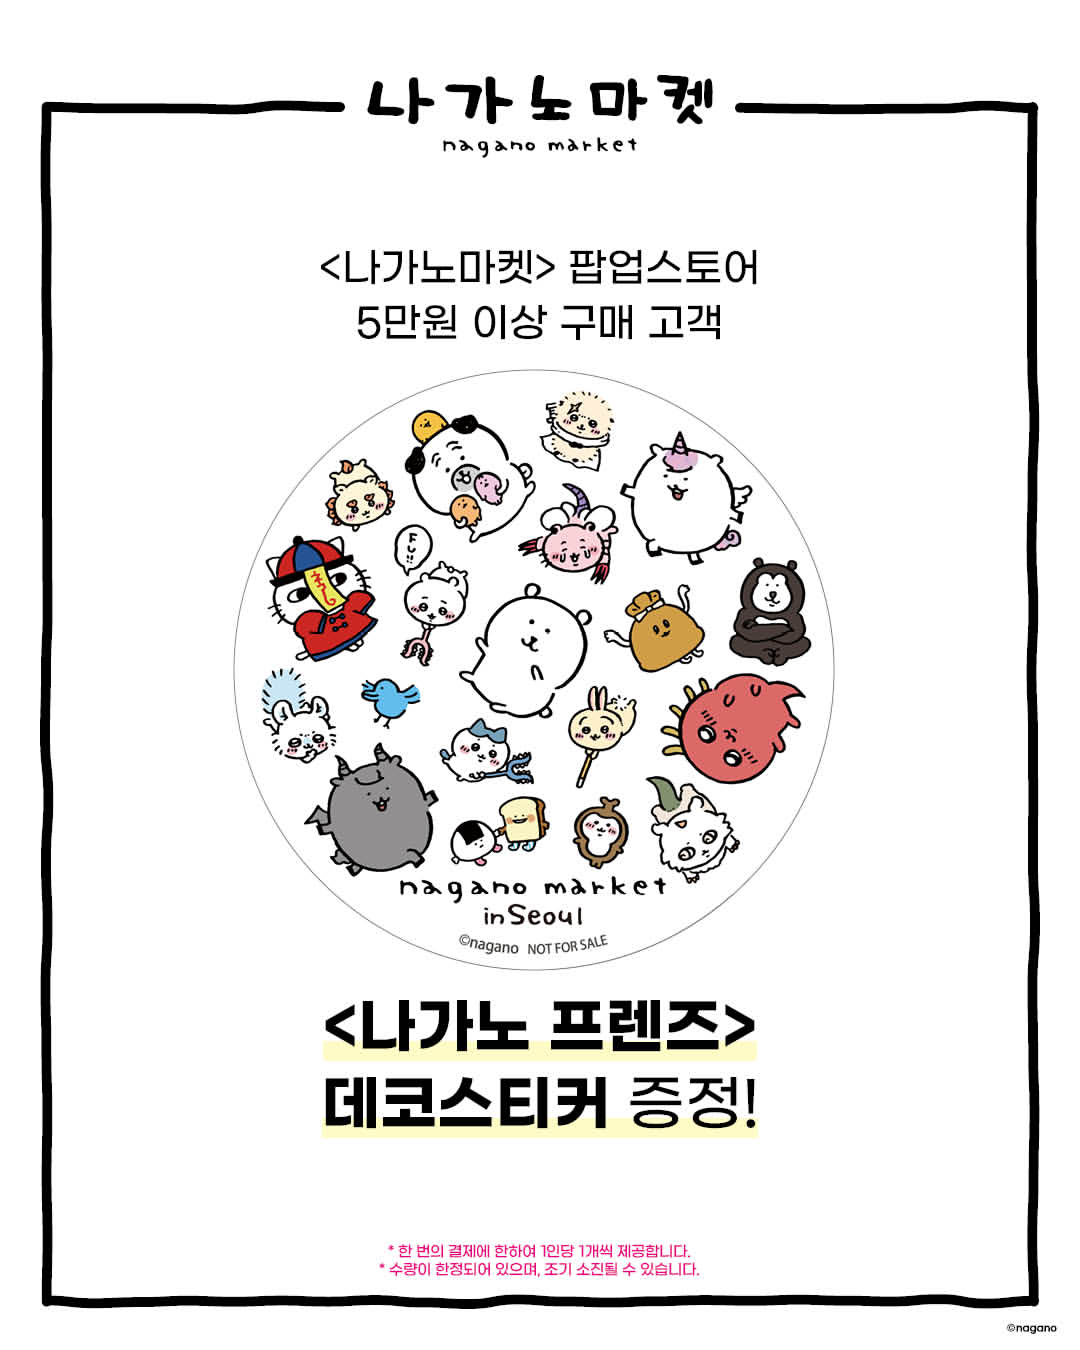 나가노마켓
nagano market
<나가노마켓> 팝업스토어
5만원 이상 구매 고객
FU!!
nagano market
in Seoul
©nagano NOT FOR SALE
<나가노 프렌즈>
데코스티커 증정!
* 한 번의 결제에 한하여 1인당 1개씩 제공합니다.
* 수량이 한정되어 있으며, 조기 소진될 수 있습니다.
©nagano